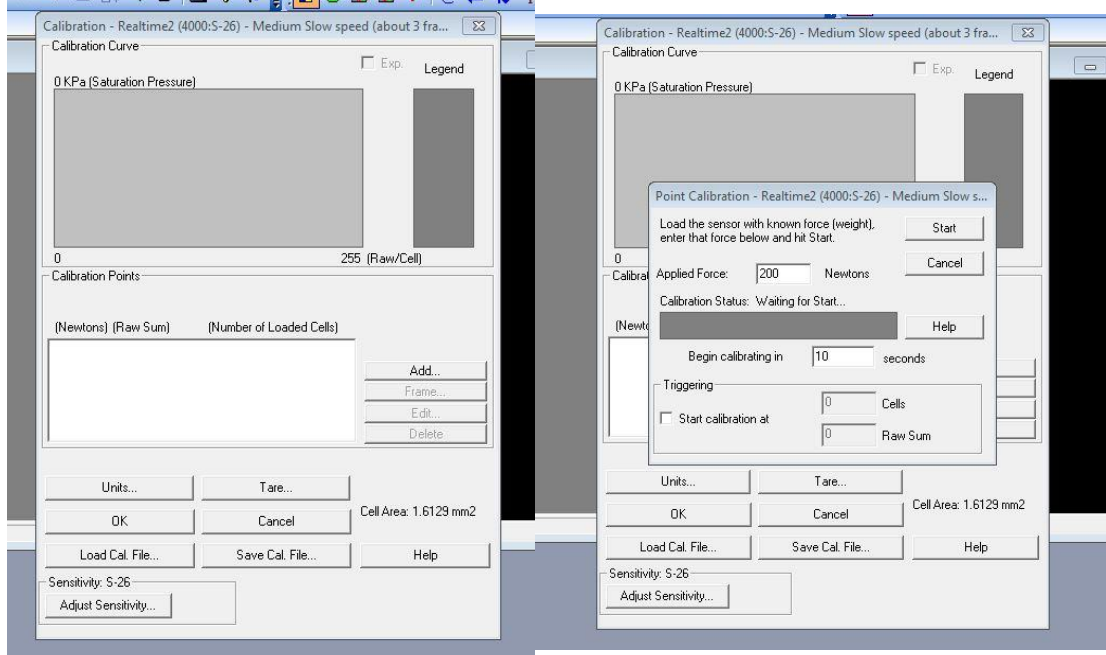 Calibration - Realtime2 (4000:S-26) - Medium Slow speed (about 3 fra...
Calibration Curve
Exp.
Legend
0 KPa (Saturation Pressure)
0
255 (Raw/Cell)
Calibration Points
(Newtons) (Raw Sum) (Number of Loaded Cells)
Add...
Frame...
Edit...
Delete
Units...
Tare...
OK
Cancel
Cell Area: 1.6129 mm2
Load Cal. File...
Save Cal. File...
Help
Sensitivity: S-26
Adjust Sensitivity...
Calibration - Realtime2 (4000:S-26) - Medium Slow speed (about 3 fra...
Calibration Curve
Exp.
Legend
0 KPa (Saturation Pressure)
Point Calibration - Realtime2 (4000:S-26) - Medium Slow s...
Load the sensor with known force (weight),
enter that force below and hit Start.
Start
Cancel
Applied Force: 200 Newtons
Calibration Status: Waiting for Start...
Help
Begin calibrating in 10 seconds
Triggering
Start calibration at
0 Cells
0 Raw Sum
0
Calibrat
(Newto
Units...
Tare...
OK
Cancel
Cell Area: 1.6129 mm2
Load Cal. File...
Save Cal. File...
Help
Sensitivity: S-26
Adjust Sensitivity...